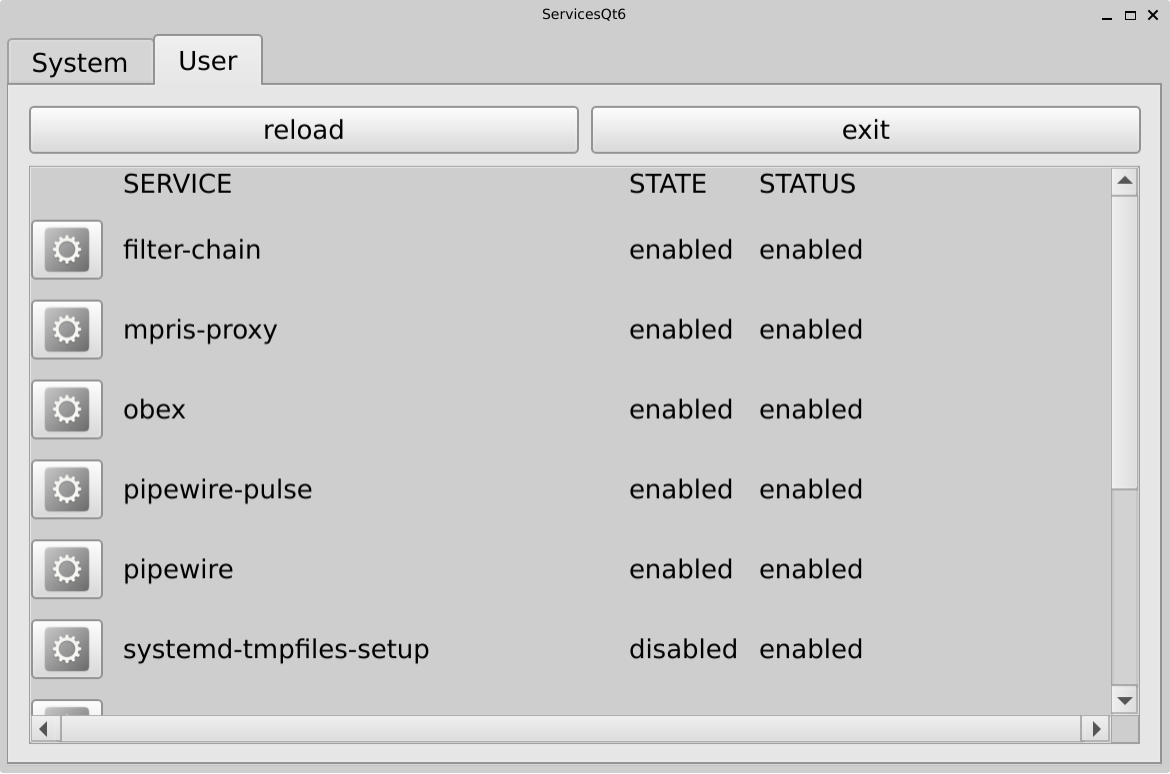 ServicesQt6
System User
reload exit
SERVICE STATE STATUS
filter-chain enabled enabled
mpris-proxy enabled enabled
obex enabled enabled
pipewire-pulse enabled enabled
pipewire enabled enabled
systemd-tmpfiles-setup disabled enabled